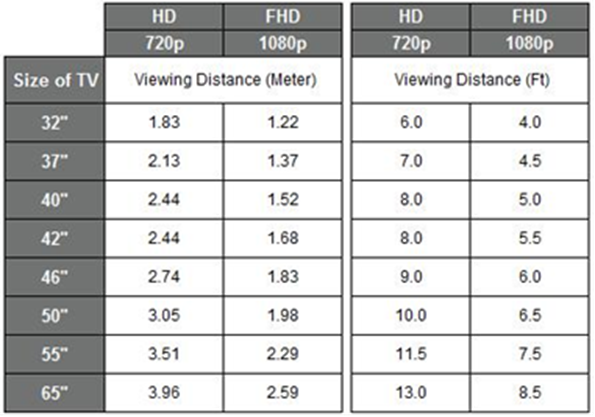 HD FHD HD FHD
720p 1080p 720p 1080p
Size of TV Viewing Distance (Meter) Viewing Distance (Ft)
32" 1.83 1.22 6.0 4.0
37" 2.13 1.37 7.0 4.5
40" 2.44 1.52 8.0 5.0
42" 2.44 1.68 8.0 5.5
46" 2.74 1.83 9.0 6.0
50" 3.05 1.98 10.0 6.5
55" 3.51 2.29 11.5 7.5
65" 3.96 2.59 13.0 8.5